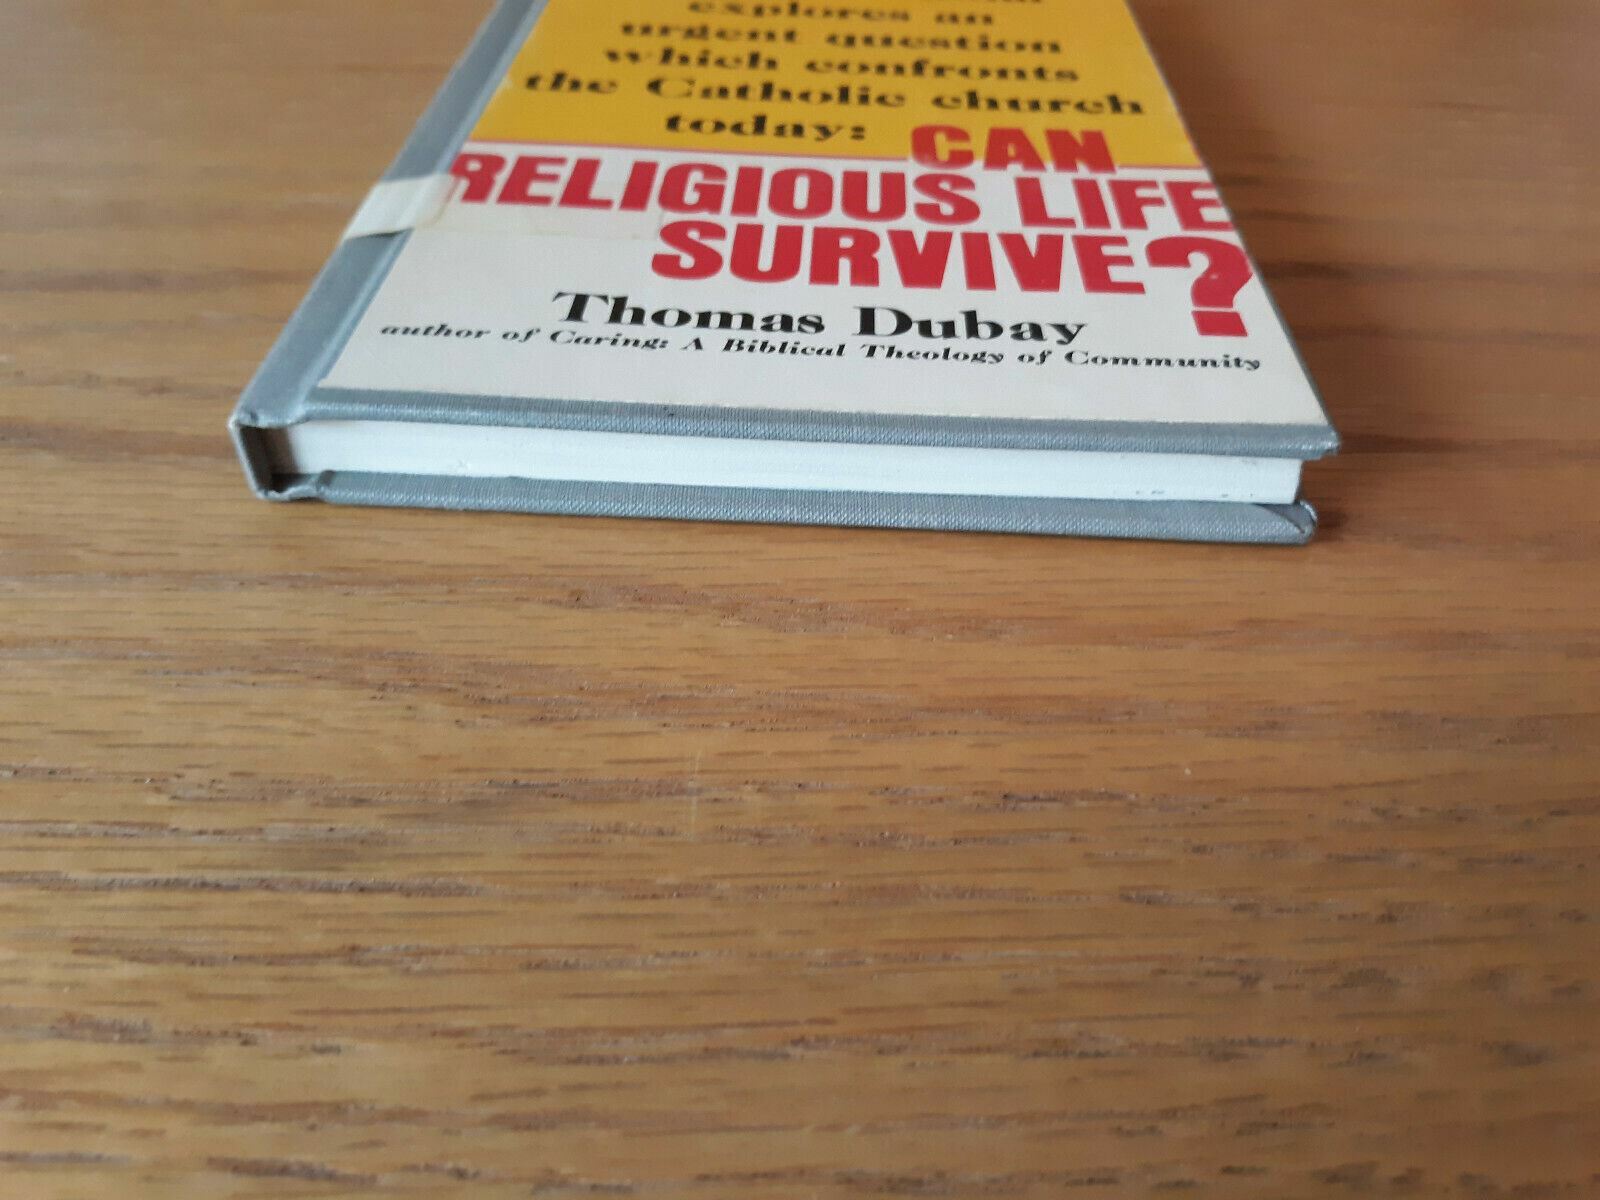 explores an
urgent question
which confronts
the Catholic church
today: CAN
RELIGIOUS LIFE
SURVIVE?
Thomas Dubay
author of Caring: A Biblical Theology of Community